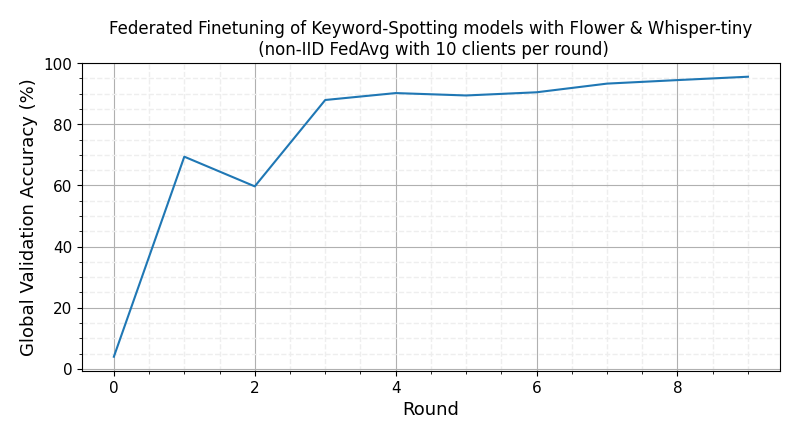 Federated Finetuning of Keyword-Spotting models with Flower & Whisper-tiny
(non-IID FedAvg with 10 clients per round)
Global Validation Accuracy (%)
100
80
60
40
20
0
0 2 4 6 8
Round